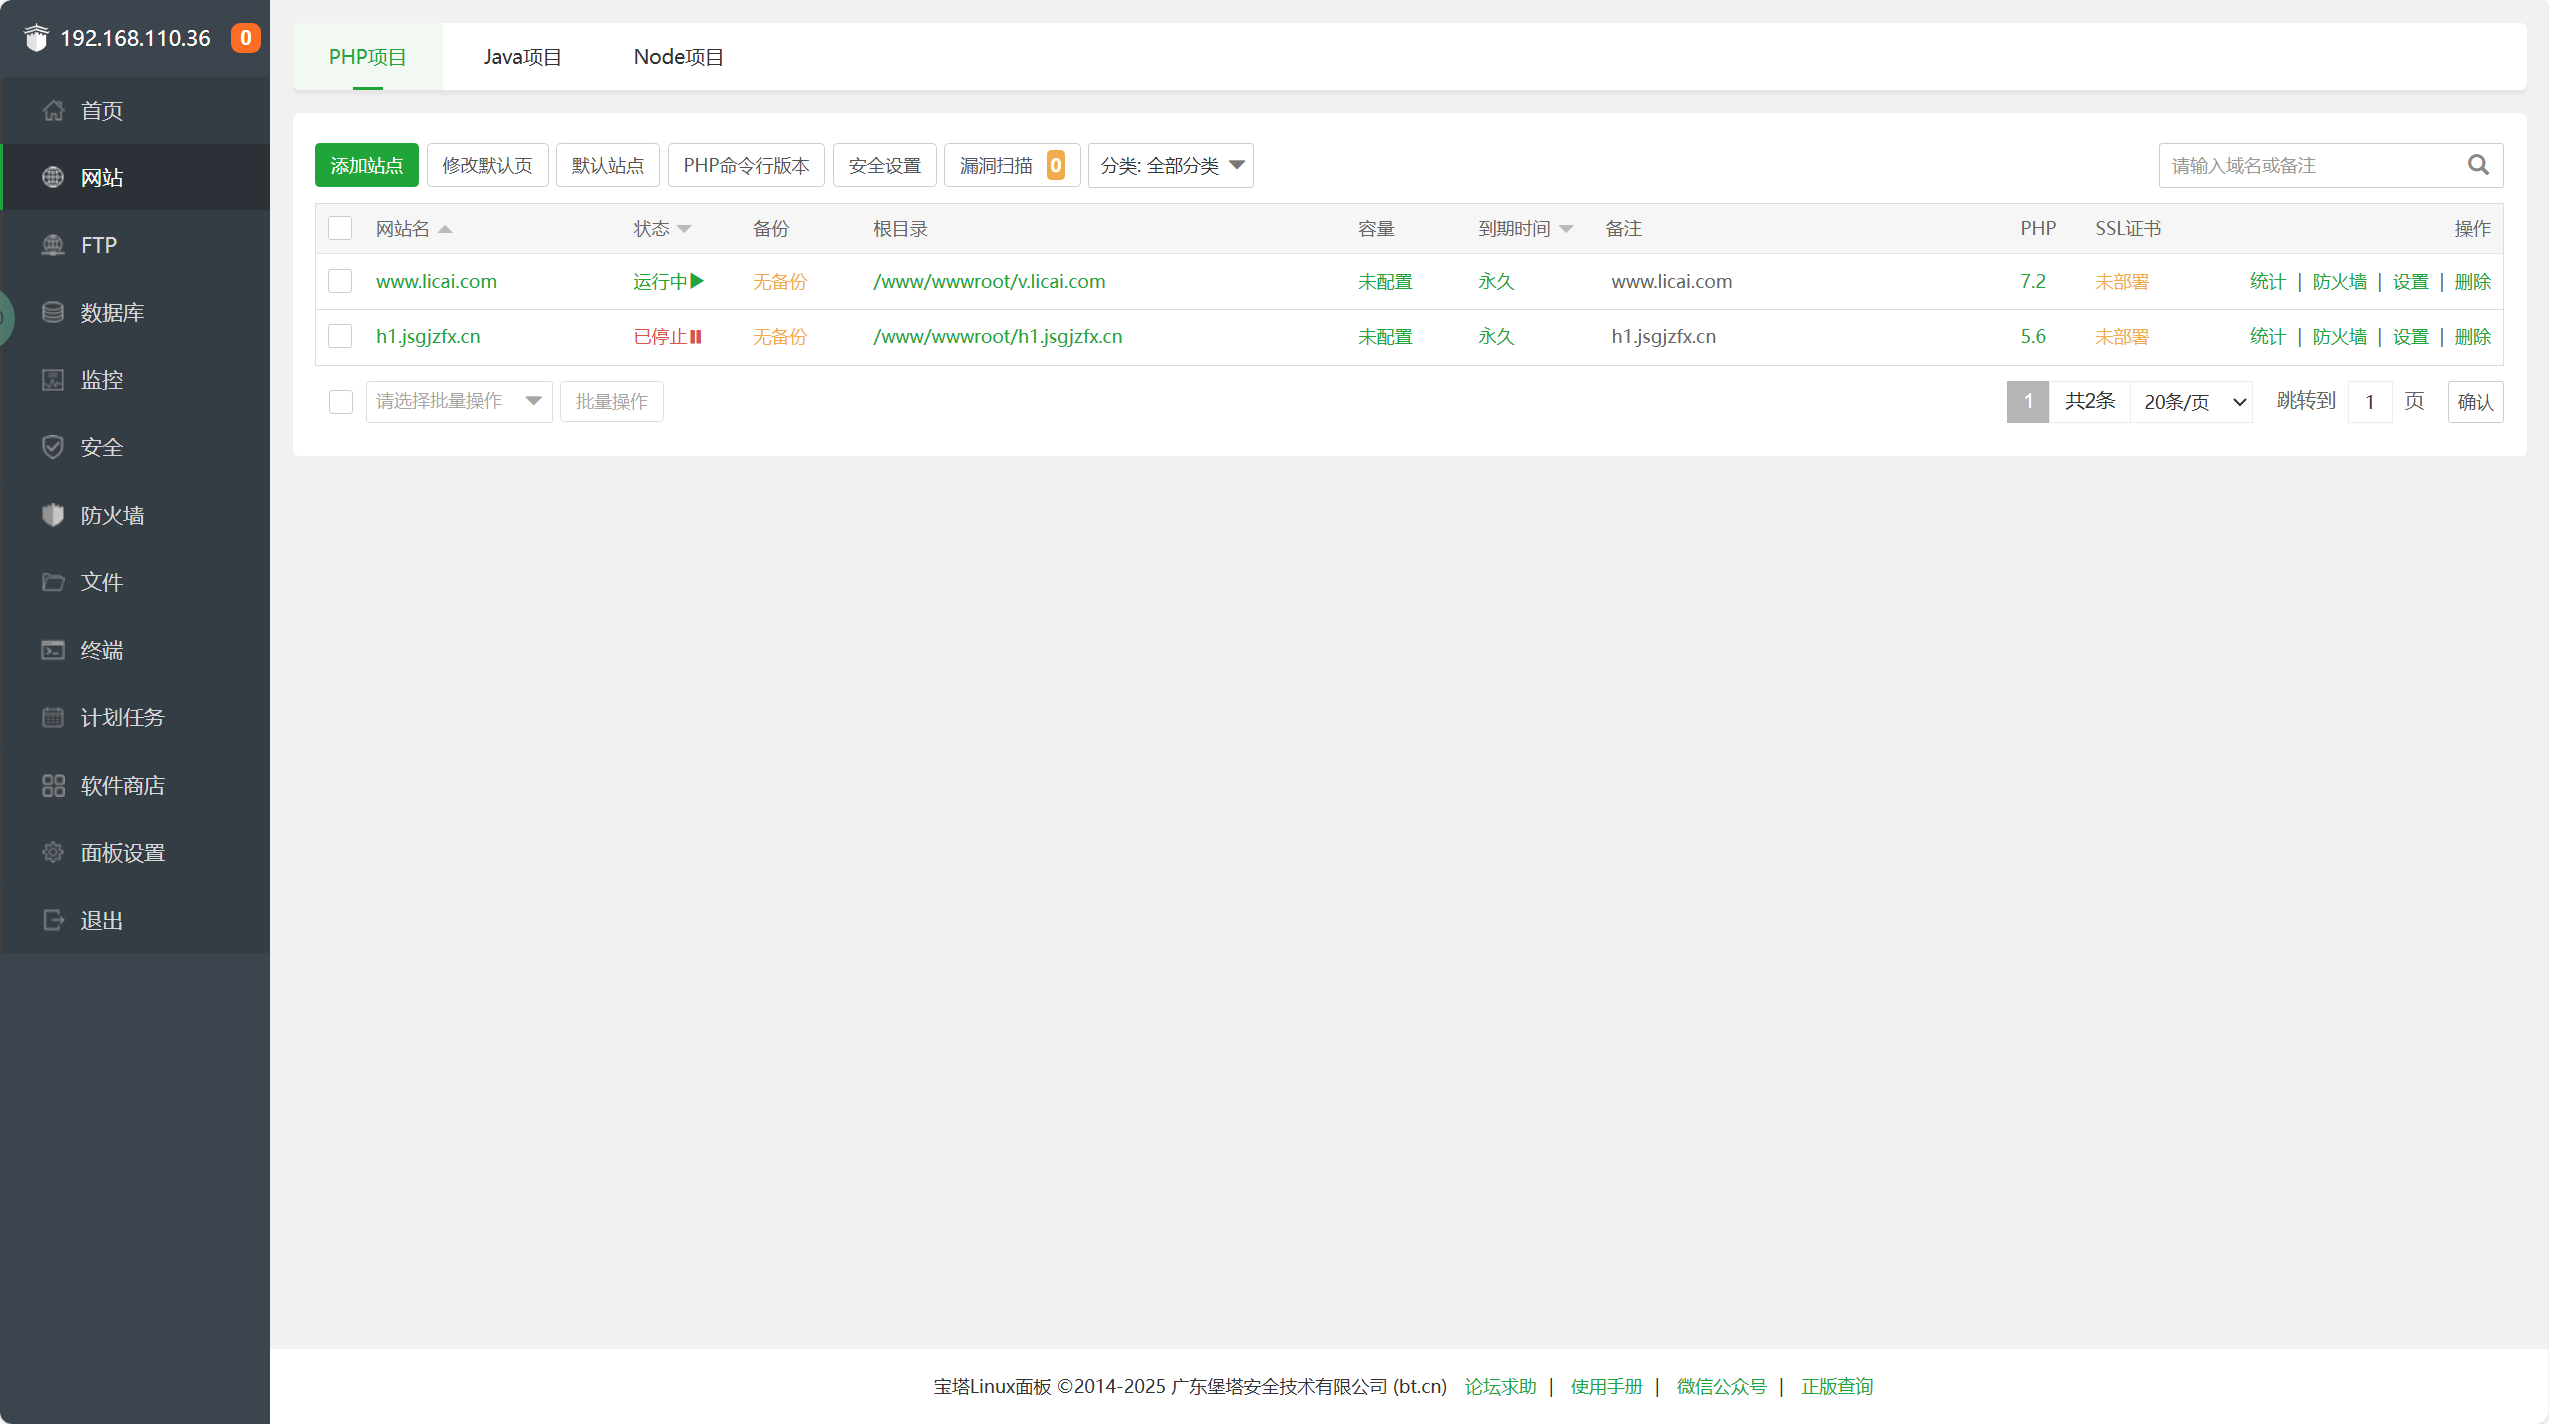 192.168.110.36 0
首页
网站
FTP
数据库
监控
安全
防火墙
文件
终端
计划任务
软件商店
面板设置
退出
PHP项目 Java项目 Node项目
添加站点 修改默认页 默认站点 PHP命令行版本 安全设置 漏洞扫描 0 分类: 全部分类 请输入域名或备注
网站名 状态 备份 根目录 容量 到期时间 备注 PHP SSL证书 操作
www.licai.com 运行中 无备份 /www/wwwroot/v.licai.com 未配置 永久 www.licai.com 7.2 未部署 统计 | 防火墙 | 设置 | 删除
h1.jsgjzfx.cn 已停止 无备份 /www/wwwroot/h1.jsgjzfx.cn 未配置 永久 h1.jsgjzfx.cn 5.6 未部署 统计 | 防火墙 | 设置 | 删除
请选择批量操作 批量操作 1 共2条 20条/页 跳转到 1 页 确认
宝塔Linux面板 ©2014-2025 广东堡塔安全技术有限公司 (bt.cn) 论坛求助 | 使用手册 | 微信公众号 | 正版查询